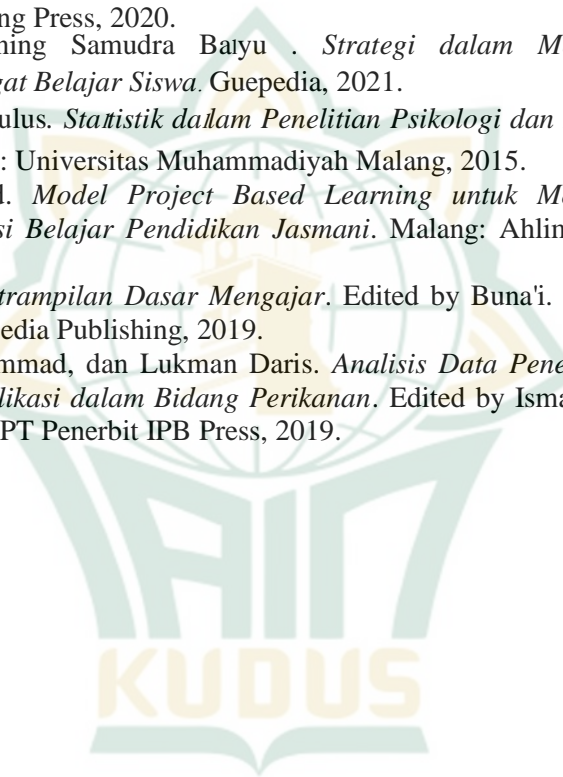 ng Press, 2020.
ning Samudra Baiyu . Strategi dalam M
gat Belajar Siswa. Guepedia, 2021.
ulus. Statistik dalam Penelitian Psikologi dan
: Universitas Muhammadiyah Malang, 2015.
l. Model Project Based Learning untuk Me
si Belajar Pendidikan Jasmani. Malang: Ahlim
trampilan Dasar Mengajar. Edited by Buna'i.
edia Publishing, 2019.
mmad, dan Lukman Daris. Analisis Data Pene
likasi dalam Bidang Perikanan. Edited by Isma
PT Penerbit IPB Press, 2019.
IAIN
KUDUS